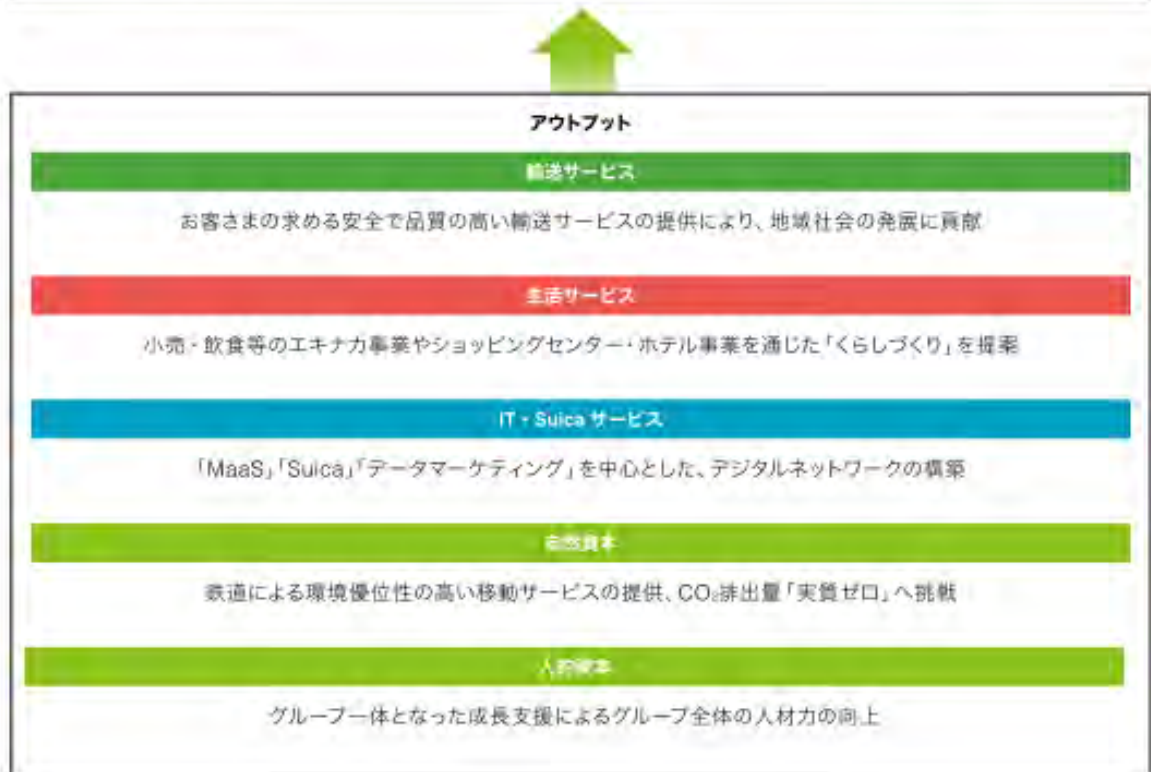 アウトプット
輸送サービス
お客さまの求める安全で品質の高い輸送サービスの提供により、地域社会の発展に貢献
生活サービス
小売・飲食等のエキナカ事業やショッピングセンター・ホテル事業を通じた「くらしづくり」を提案
IT・Suica サービス
「MaaS」「Suica」「データマーケティング」を中心とした、デジタルネットワークの構築
自然資本
鉄道による環境優位性の高い移動サービスの提供、CO₂排出量「実質ゼロ」へ挑戦
人的資本
グループ一体となった成長支援によるグループ全体の人材力の向上